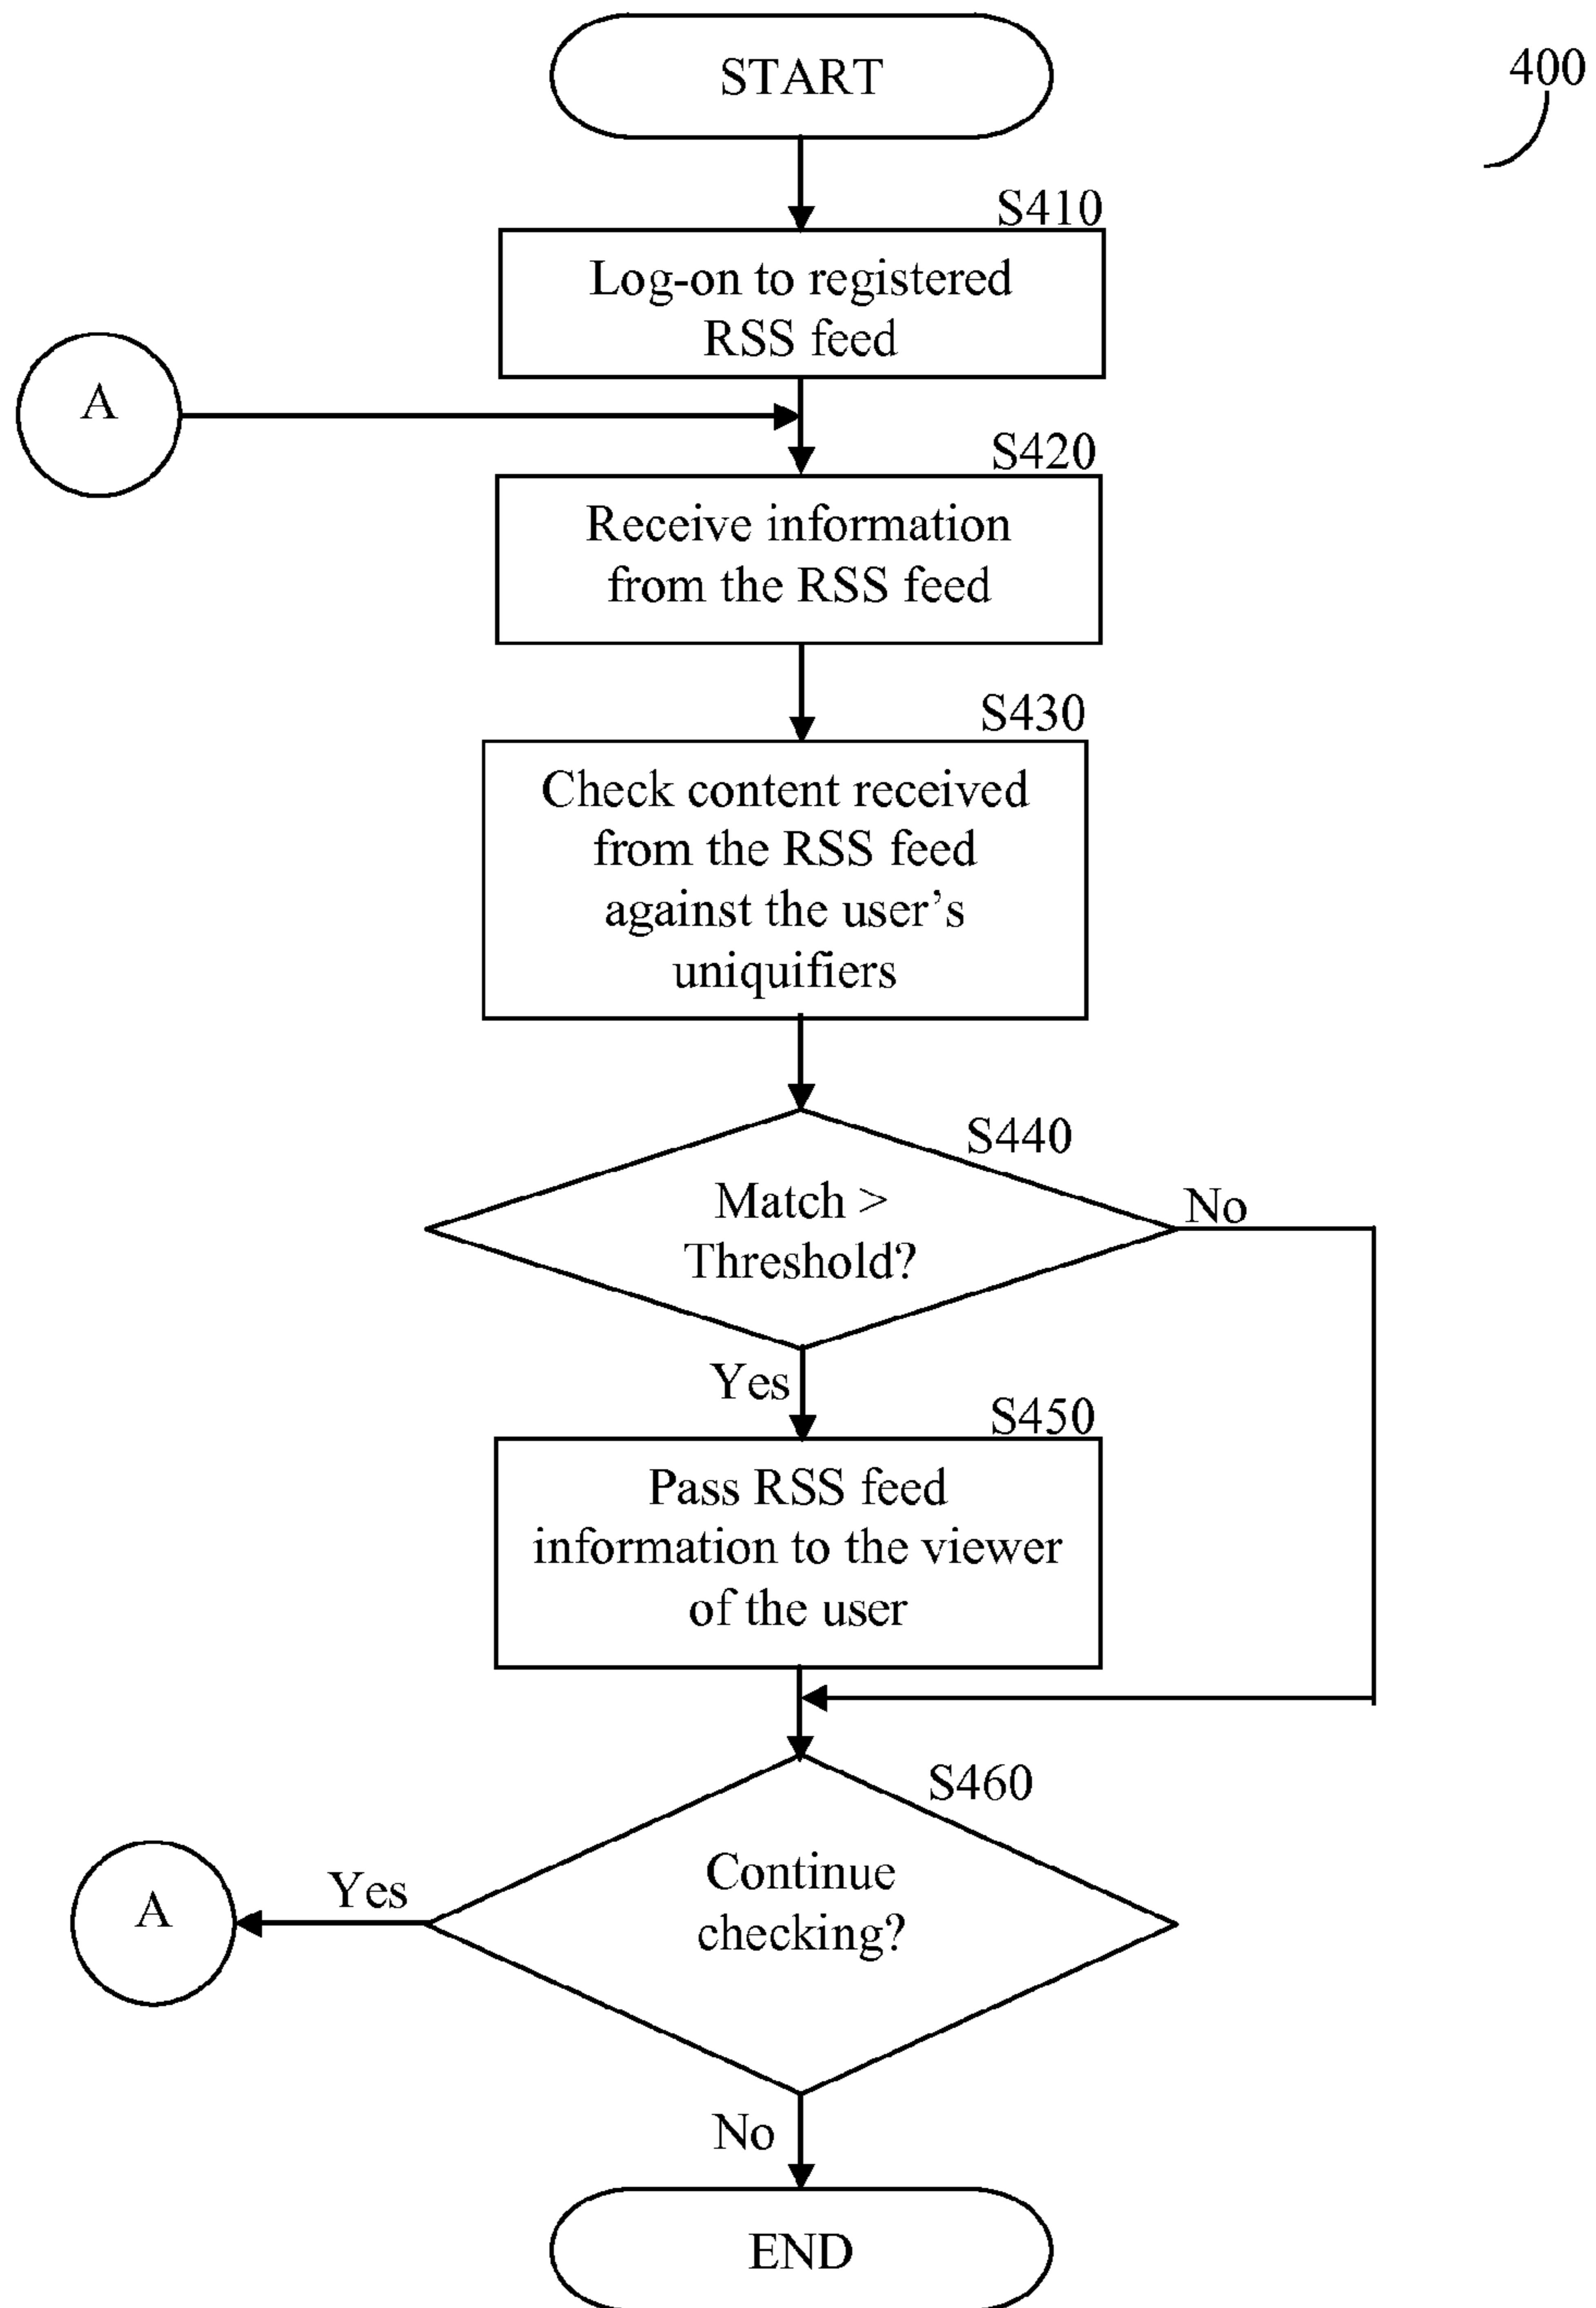 START
400
S410
Log-on to registered
RSS feed
A
S420
Receive information
from the RSS feed
S430
Check content received
from the RSS feed
against the user’s
uniquifiers
S440
Match >
Threshold?
No
Yes
S450
Pass RSS feed
information to the viewer
of the user
S460
Continue
checking?
Yes
A
No
END